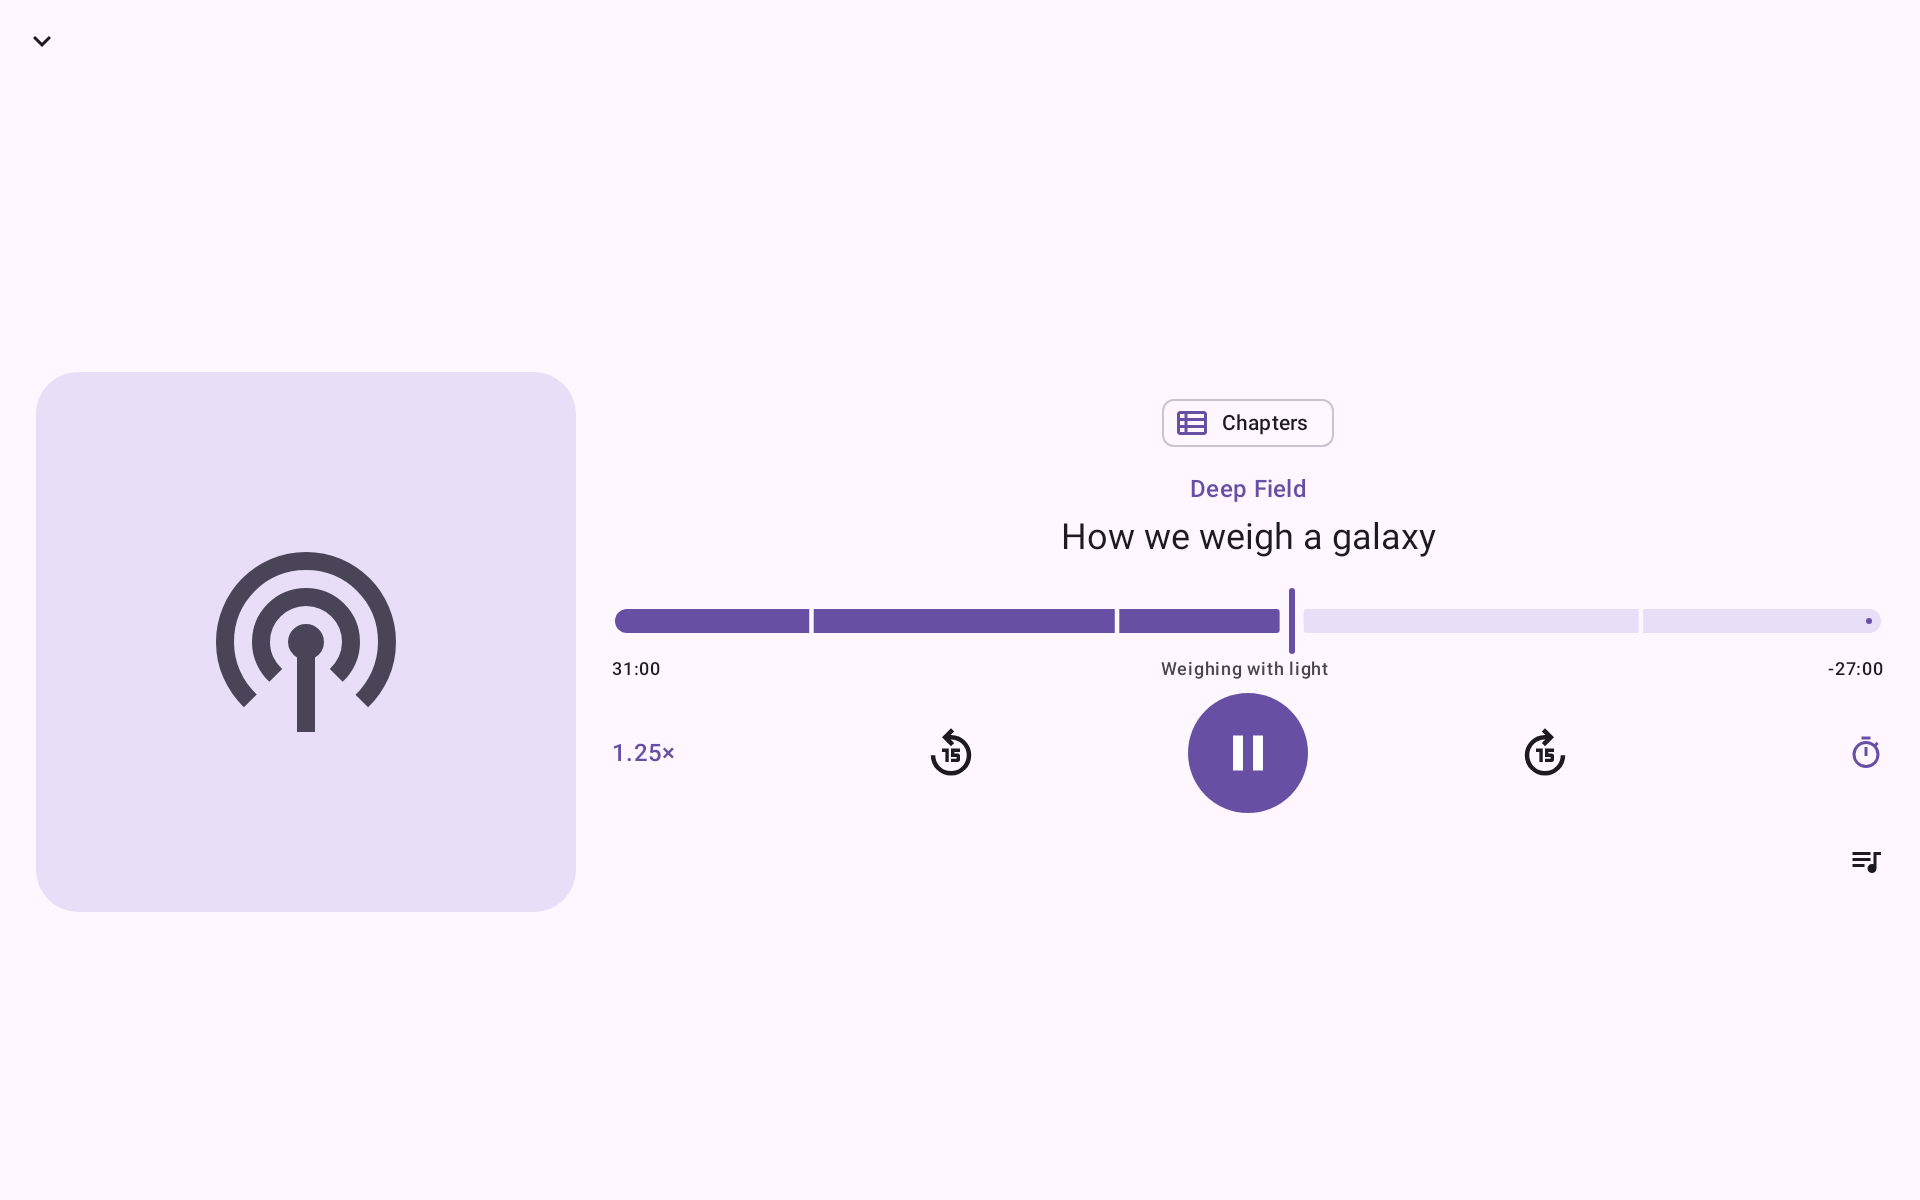 Chapters
Deep Field
How we weigh a galaxy
31:00
Weighing with light
-27:00
1.25×
15
15